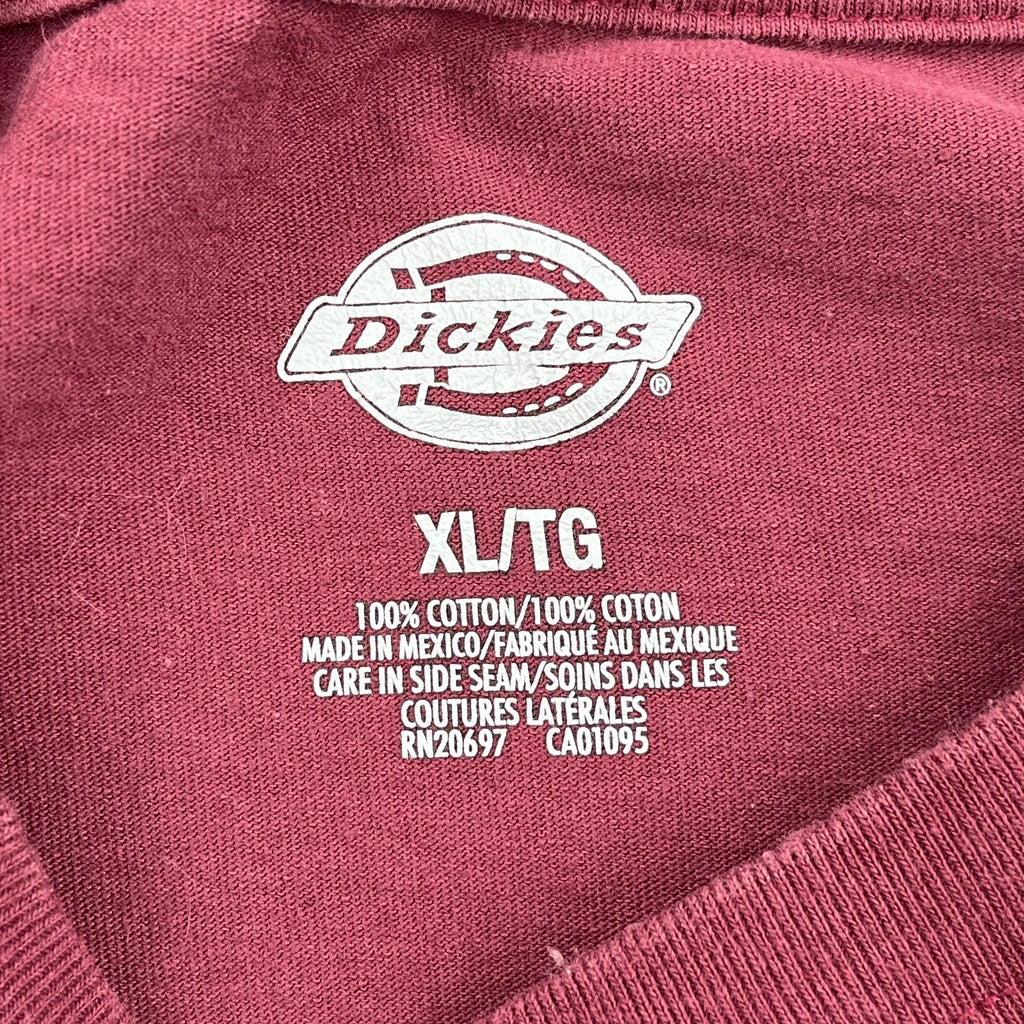 Dickies
®
XL/TG
100% COTTON/100% COTON
MADE IN MEXICO/FABRIQUÉ AU MEXIQUE
CARE IN SIDE SEAM/SOINS DANS LES
COUTURES LATÉRALES
RN20697 CA01095